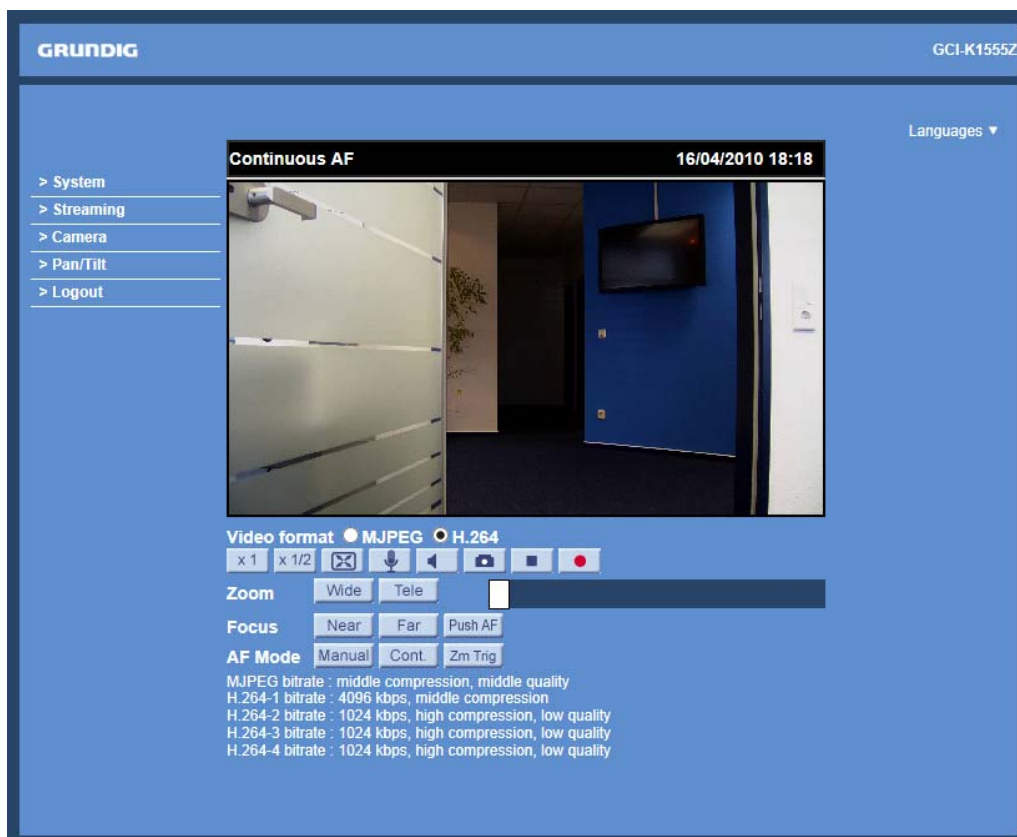 GRUNDIG
GCI-K1555Z
Languages ▼
Continuous AF 16/04/2010 18:18
> System
> Streaming
> Camera
> Pan/Tilt
> Logout
Video format MJPEG H.264
x 1 x 1/2
Zoom Wide Tele
Focus Near Far Push AF
AF Mode Manual Cont. Zm Trig
MJPEG bitrate : middle compression, middle quality
H.264-1 bitrate : 4096 kbps, middle compression
H.264-2 bitrate : 1024 kbps, high compression, low quality
H.264-3 bitrate : 1024 kbps, high compression, low quality
H.264-4 bitrate : 1024 kbps, high compression, low quality